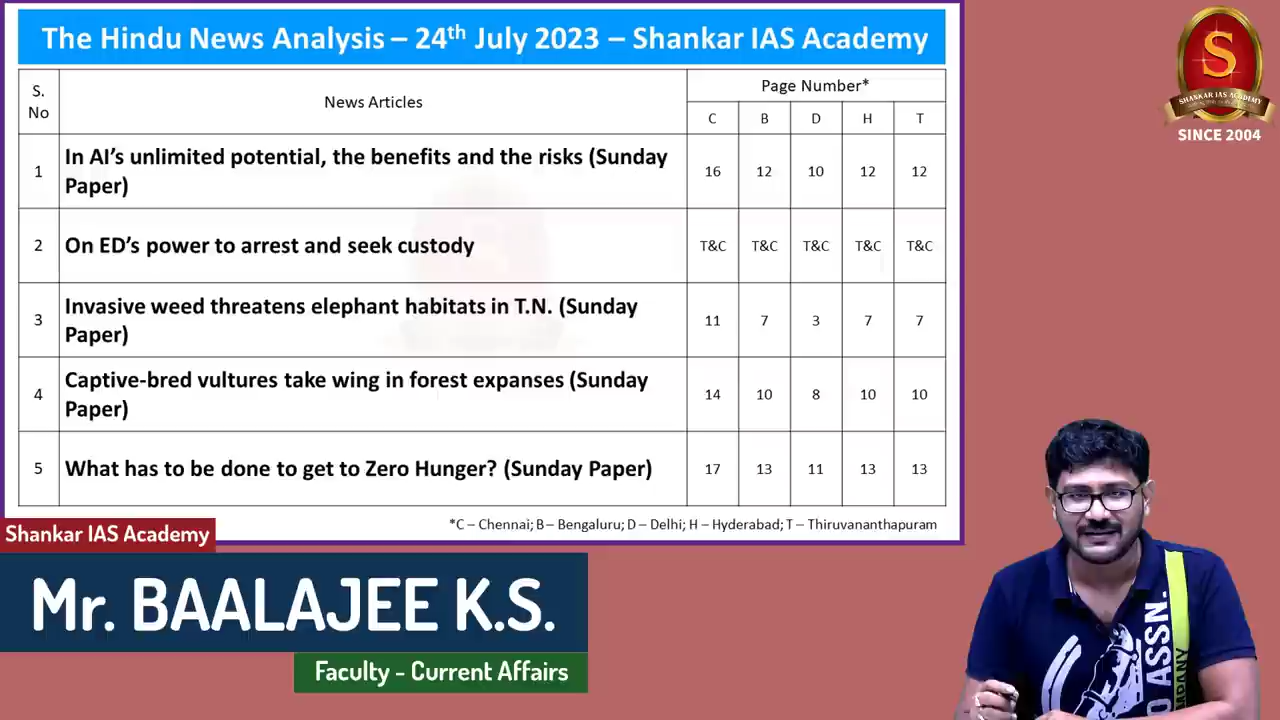 The Hindu News Analysis – 24th July 2023 – Shankar IAS Academy
S. No
News Articles
Page Number*
C B D H T
1 In AI's unlimited potential, the benefits and the risks (Sunday Paper) 16 12 10 12 12
2 On ED's power to arrest and seek custody T&C T&C T&C T&C T&C
3 Invasive weed threatens elephant habitats in T.N. (Sunday Paper) 11 7 3 7 7
4 Captive-bred vultures take wing in forest expanses (Sunday Paper) 14 10 8 10 10
5 What has to be done to get to Zero Hunger? (Sunday Paper) 17 13 11 13 13
*C – Chennai; B – Bengaluru; D – Delhi; H – Hyderabad; T – Thiruvananthapuram
S
SHANKAR IAS ACADEMY
SINCE 2004
Shankar IAS Academy
Mr. BAALAJEE K.S.
Faculty - Current Affairs
O ASSN.
MPANY